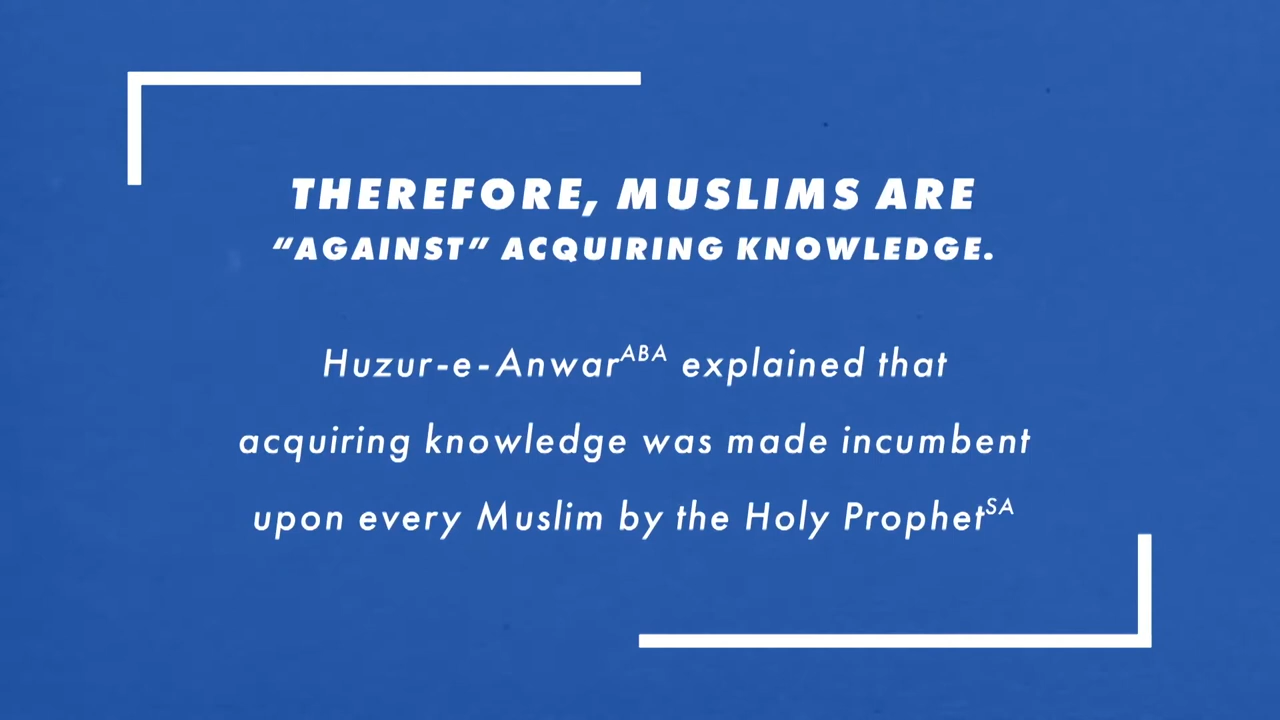 THEREFORE, MUSLIMS ARE
“AGAINST” ACQUIRING KNOWLEDGE.
Huzur-e-Anwarᴬᴮᴬ explained that
acquiring knowledge was made incumbent
upon every Muslim by the Holy Prophetˢᴬ